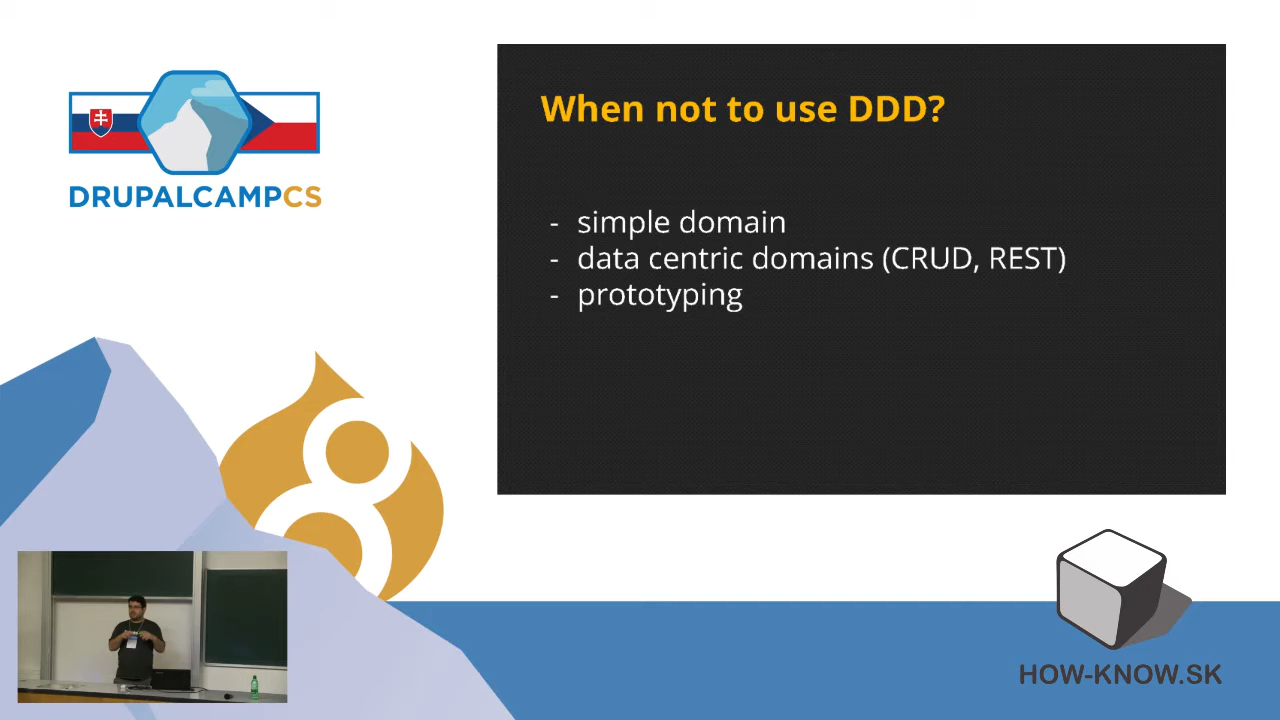 DRUPALCAMPCS
When not to use DDD?
- simple domain
- data centric domains (CRUD, REST)
- prototyping
HOW-KNOW.SK